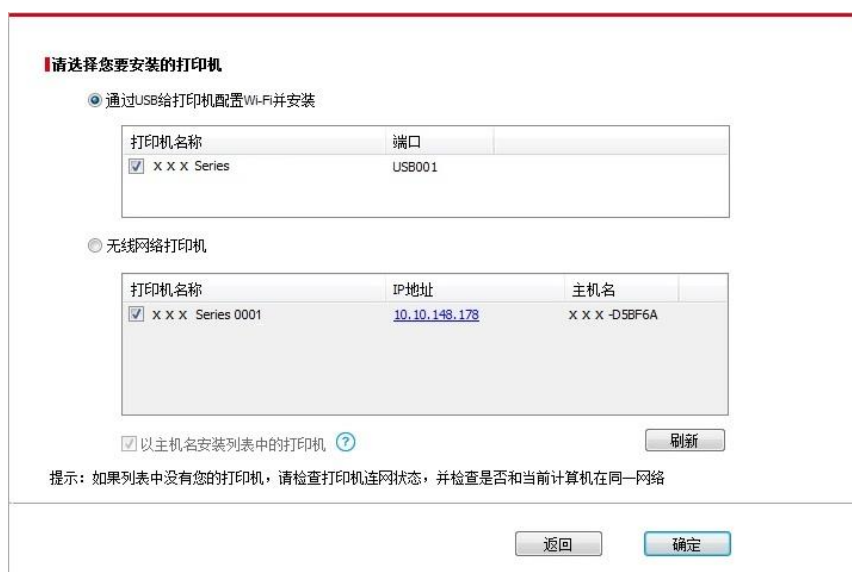 请选择您要安装的打印机
通过USB给打印机配置Wi-Fi并安装
打印机名称 端口
X X X Series USB001
无线网络打印机
打印机名称 IP地址 主机名
X X X Series 0001 10.10.148.178 X X X -D5BF6A
以主机名安装列表中的打印机 ? 刷新
提示：如果列表中没有您的打印机，请检查打印机连网状态，并检查是否和当前计算机在同一网络
返回 确定